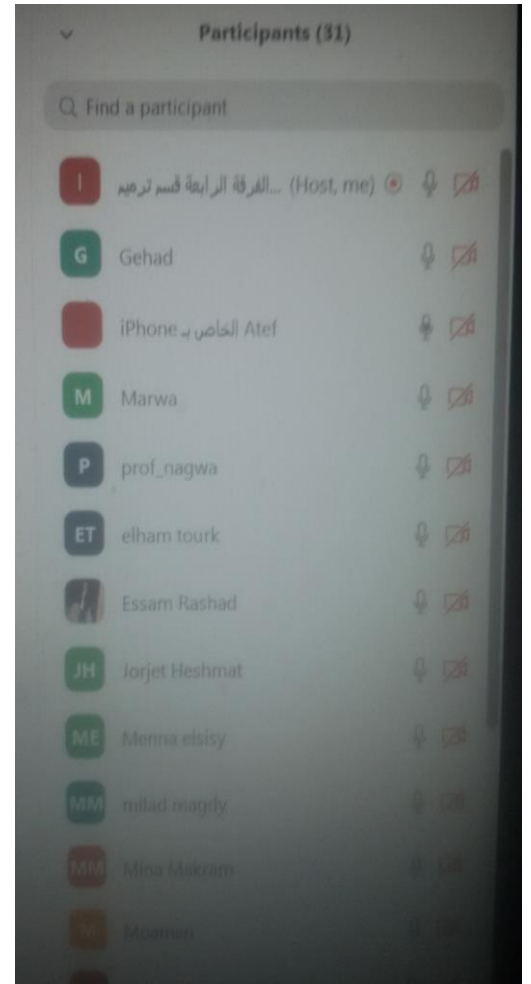 Participants (31)
Find a participant
I الفرقة الرابعة قسم ترميم... (Host, me)
G Gehad
iPhone الخاص بـ Atef
M Marwa
P prof_nagwa
ET elham tourk
Essam Rashad
JH Jorjet Heshmat
ME Menna elsisy
MM milad magdy
MM Mina Makram
M Moamen